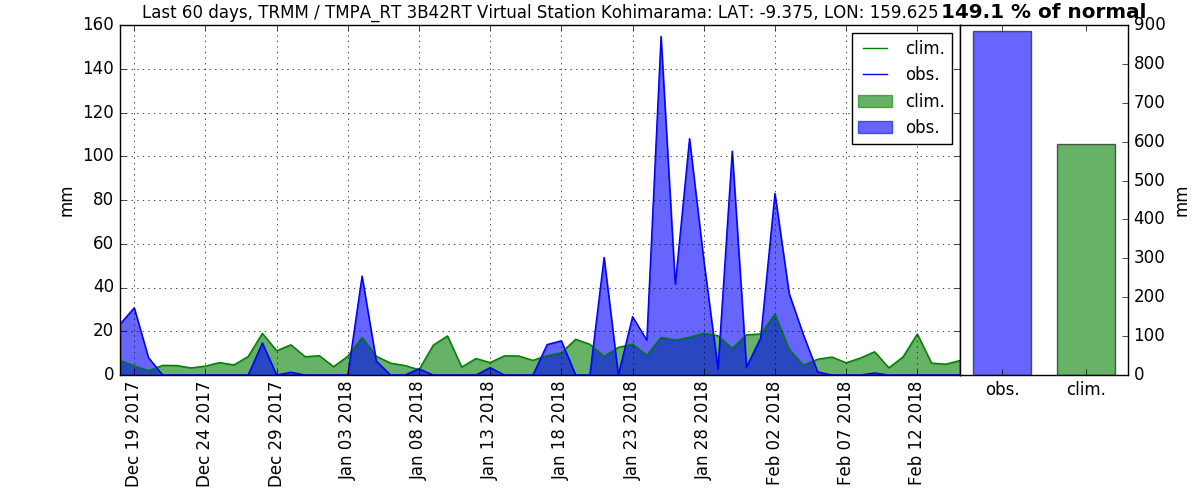 Last 60 days, TRMM / TMPA_RT 3B42RT Virtual Station Kohimarama: LAT: -9.375, LON: 159.625
149.1 % of normal
160
140
120
100
80
60
40
20
0
mm
clim.
obs.
clim.
obs.
900
800
700
600
500
400
300
200
100
0
mm
Dec 19 2017
Dec 24 2017
Dec 29 2017
Jan 03 2018
Jan 08 2018
Jan 13 2018
Jan 18 2018
Jan 23 2018
Jan 28 2018
Feb 02 2018
Feb 07 2018
Feb 12 2018
obs.
clim.